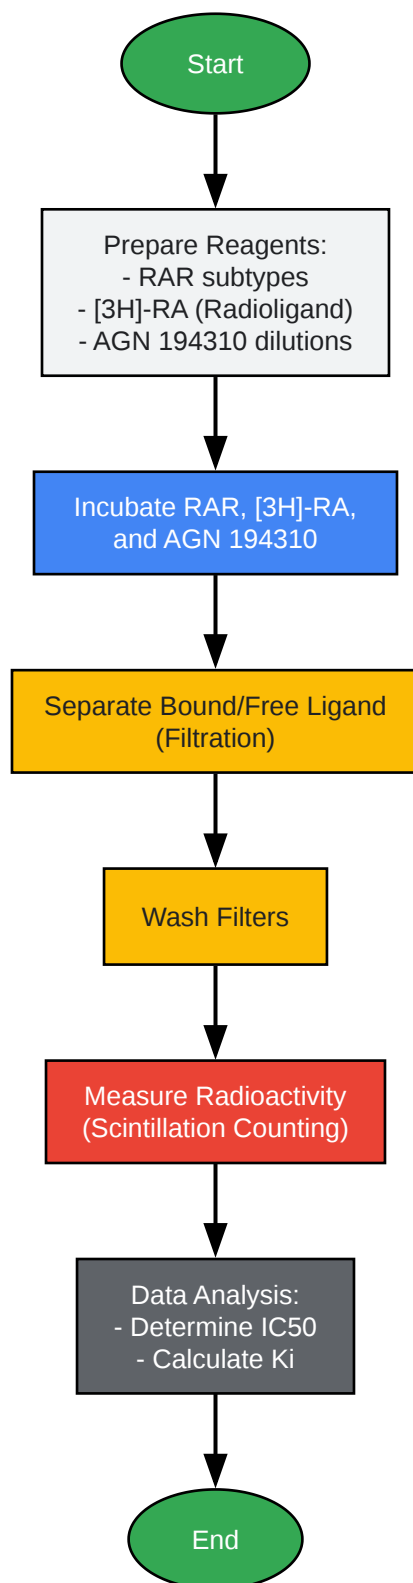 Start
Prepare Reagents:
- RAR subtypes
- [3H]-RA (Radioligand)
- AGN 194310 dilutions
Incubate RAR, [3H]-RA,
and AGN 194310
Separate Bound/Free Ligand
(Filtration)
Wash Filters
Measure Radioactivity
(Scintillation Counting)
Data Analysis:
- Determine IC50
- Calculate Ki
End